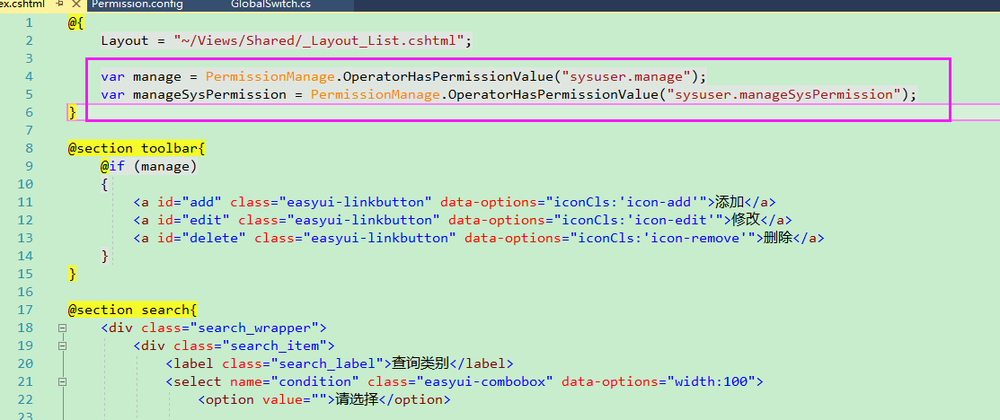 ex.cshtml Permission.config GlobalSwitch.cs
1 @{
2 Layout = "~/Views/Shared/_Layout_List.cshtml";
3
4 var manage = PermissionManage.OperatorHasPermissionValue("sysuser.manage");
5 var manageSysPermission = PermissionManage.OperatorHasPermissionValue("sysuser.manageSysPermission");
6 }
7
8 @section toolbar{
9 @if (manage)
10 {
11 <a id="add" class="easyui-linkbutton" data-options="iconCls:'icon-add'">添加</a>
12 <a id="edit" class="easyui-linkbutton" data-options="iconCls:'icon-edit'">修改</a>
13 <a id="delete" class="easyui-linkbutton" data-options="iconCls:'icon-remove'">删除</a>
14 }
15 }
16
17 @section search{
18 <div class="search_wrapper">
19 <div class="search_item">
20 <label class="search_label">查询类别</label>
21 <select name="condition" class="easyui-combobox" data-options="width:100">
22 <option value="">请选择</option>
23